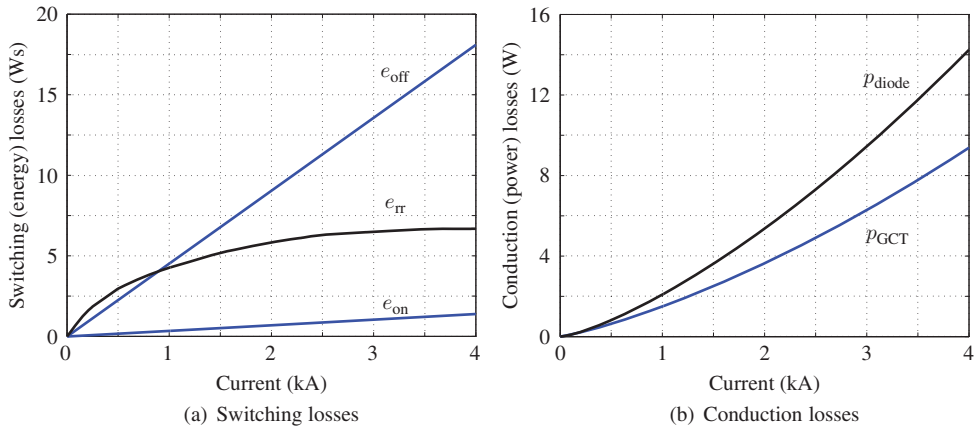 Switching (energy) losses (Ws)
20
15
10
5
0
e_off
e_rr
e_on
0 1 2 3 4
Current (kA)
(a) Switching losses
Conduction (power) losses (W)
16
12
8
4
0
p_diode
p_GCT
0 1 2 3 4
Current (kA)
(b) Conduction losses